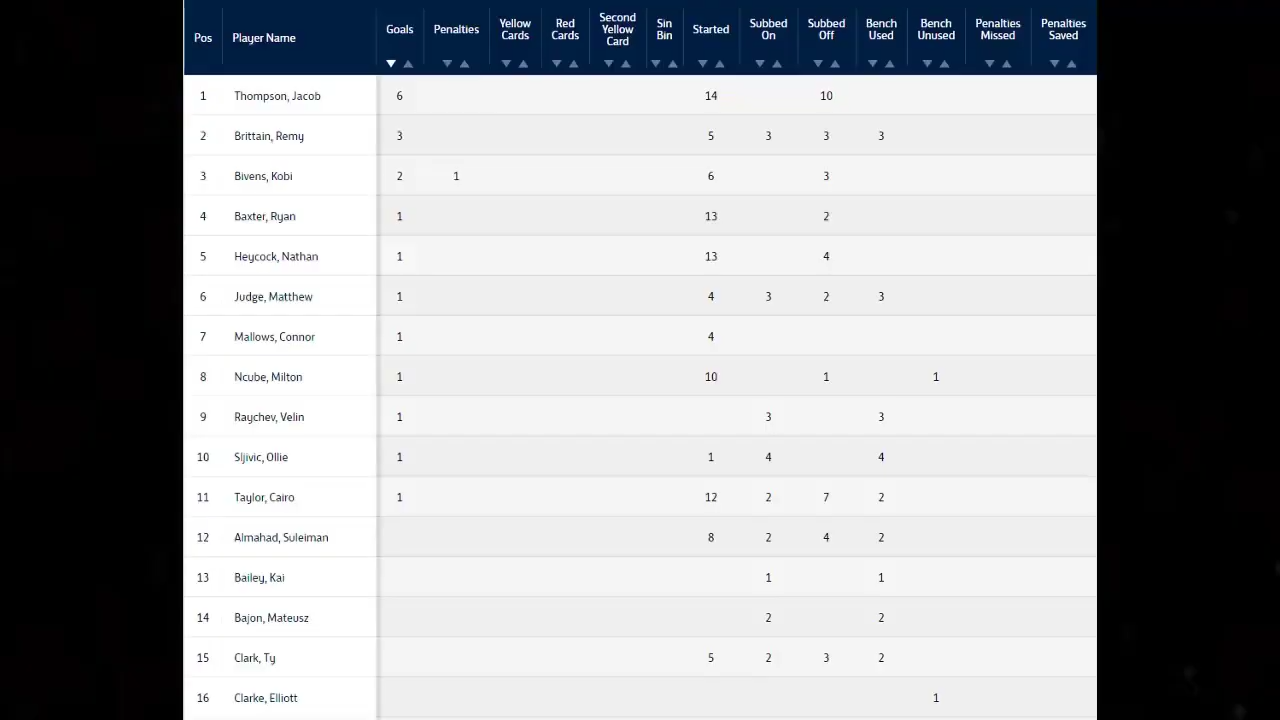 Pos Player Name Goals Penalties Yellow Cards Red Cards Second Yellow Card Sin Bin Started Subbed On Subbed Off Bench Used Bench Unused Penalties Missed Penalties Saved
1 Thompson, Jacob 6 14 10
2 Brittain, Remy 3 5 3 3 3
3 Bivens, Kobi 2 1 6 3
4 Baxter, Ryan 1 13 2
5 Heycock, Nathan 1 13 4
6 Judge, Matthew 1 4 3 2 3
7 Mallows, Connor 1 4
8 Ncube, Milton 1 10 1 1
9 Raychev, Velin 1 3 3
10 Sljivic, Ollie 1 1 4 4
11 Taylor, Cairo 1 12 2 7 2
12 Almahad, Suleiman 8 2 4 2
13 Bailey, Kai 1 1
14 Bajon, Mateusz 2 2
15 Clark, Ty 5 2 3 2
16 Clarke, Elliott 1